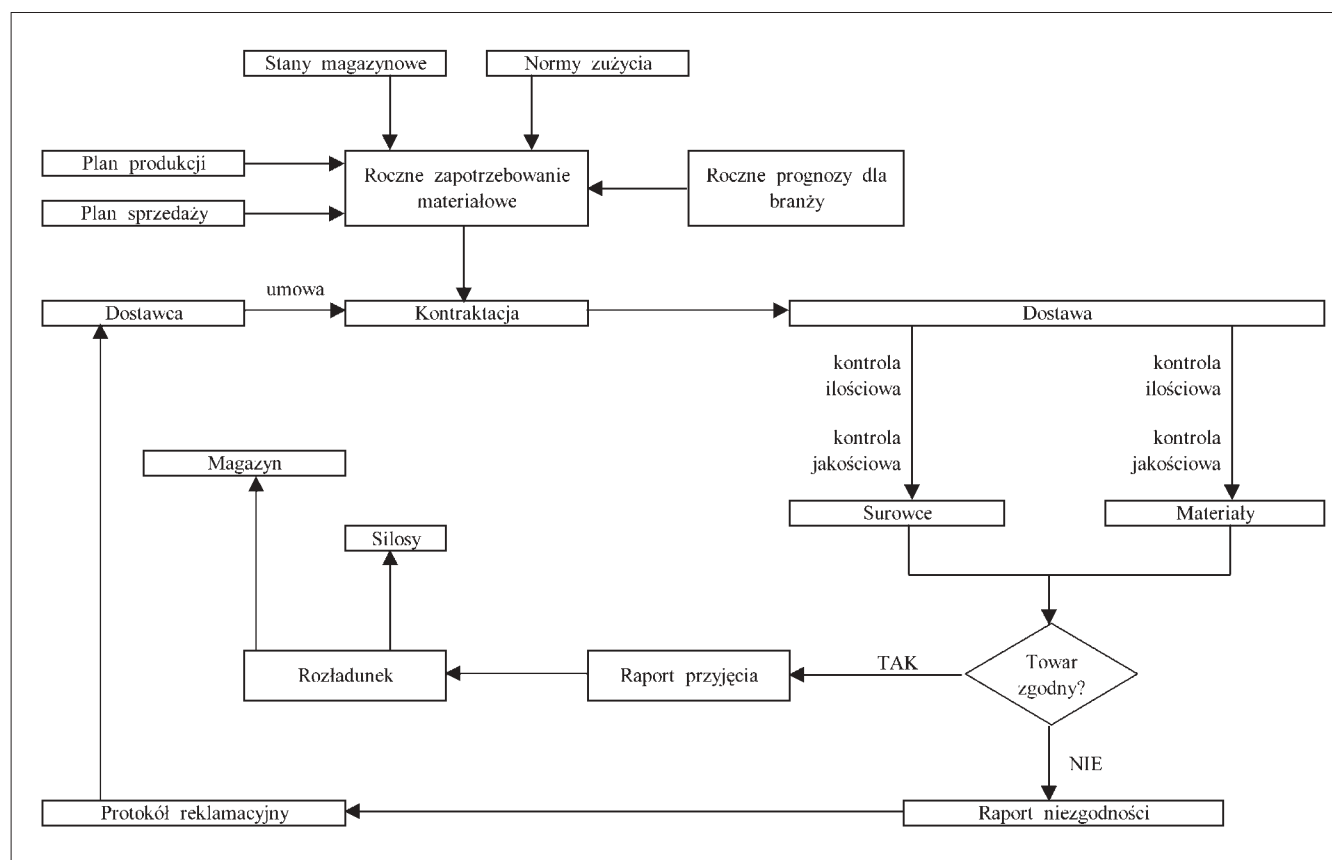 Stany magazynowe
Normy zużycia
Plan produkcji
Roczne zapotrzebowanie
materiałowe
Roczne prognozy dla
branży
Plan sprzedaży
umowa
Dostawca
Kontraktacja
Dostawa
kontrola
ilościowa
kontrola
ilościowa
kontrola
jakościowa
kontrola
jakościowa
Magazyn
Surowce
Materiały
Silosy
Rozładunek
Raport przyjęcia
TAK
Towar
zgodny?
NIE
Protokół reklamacyjny
Raport niezgodności